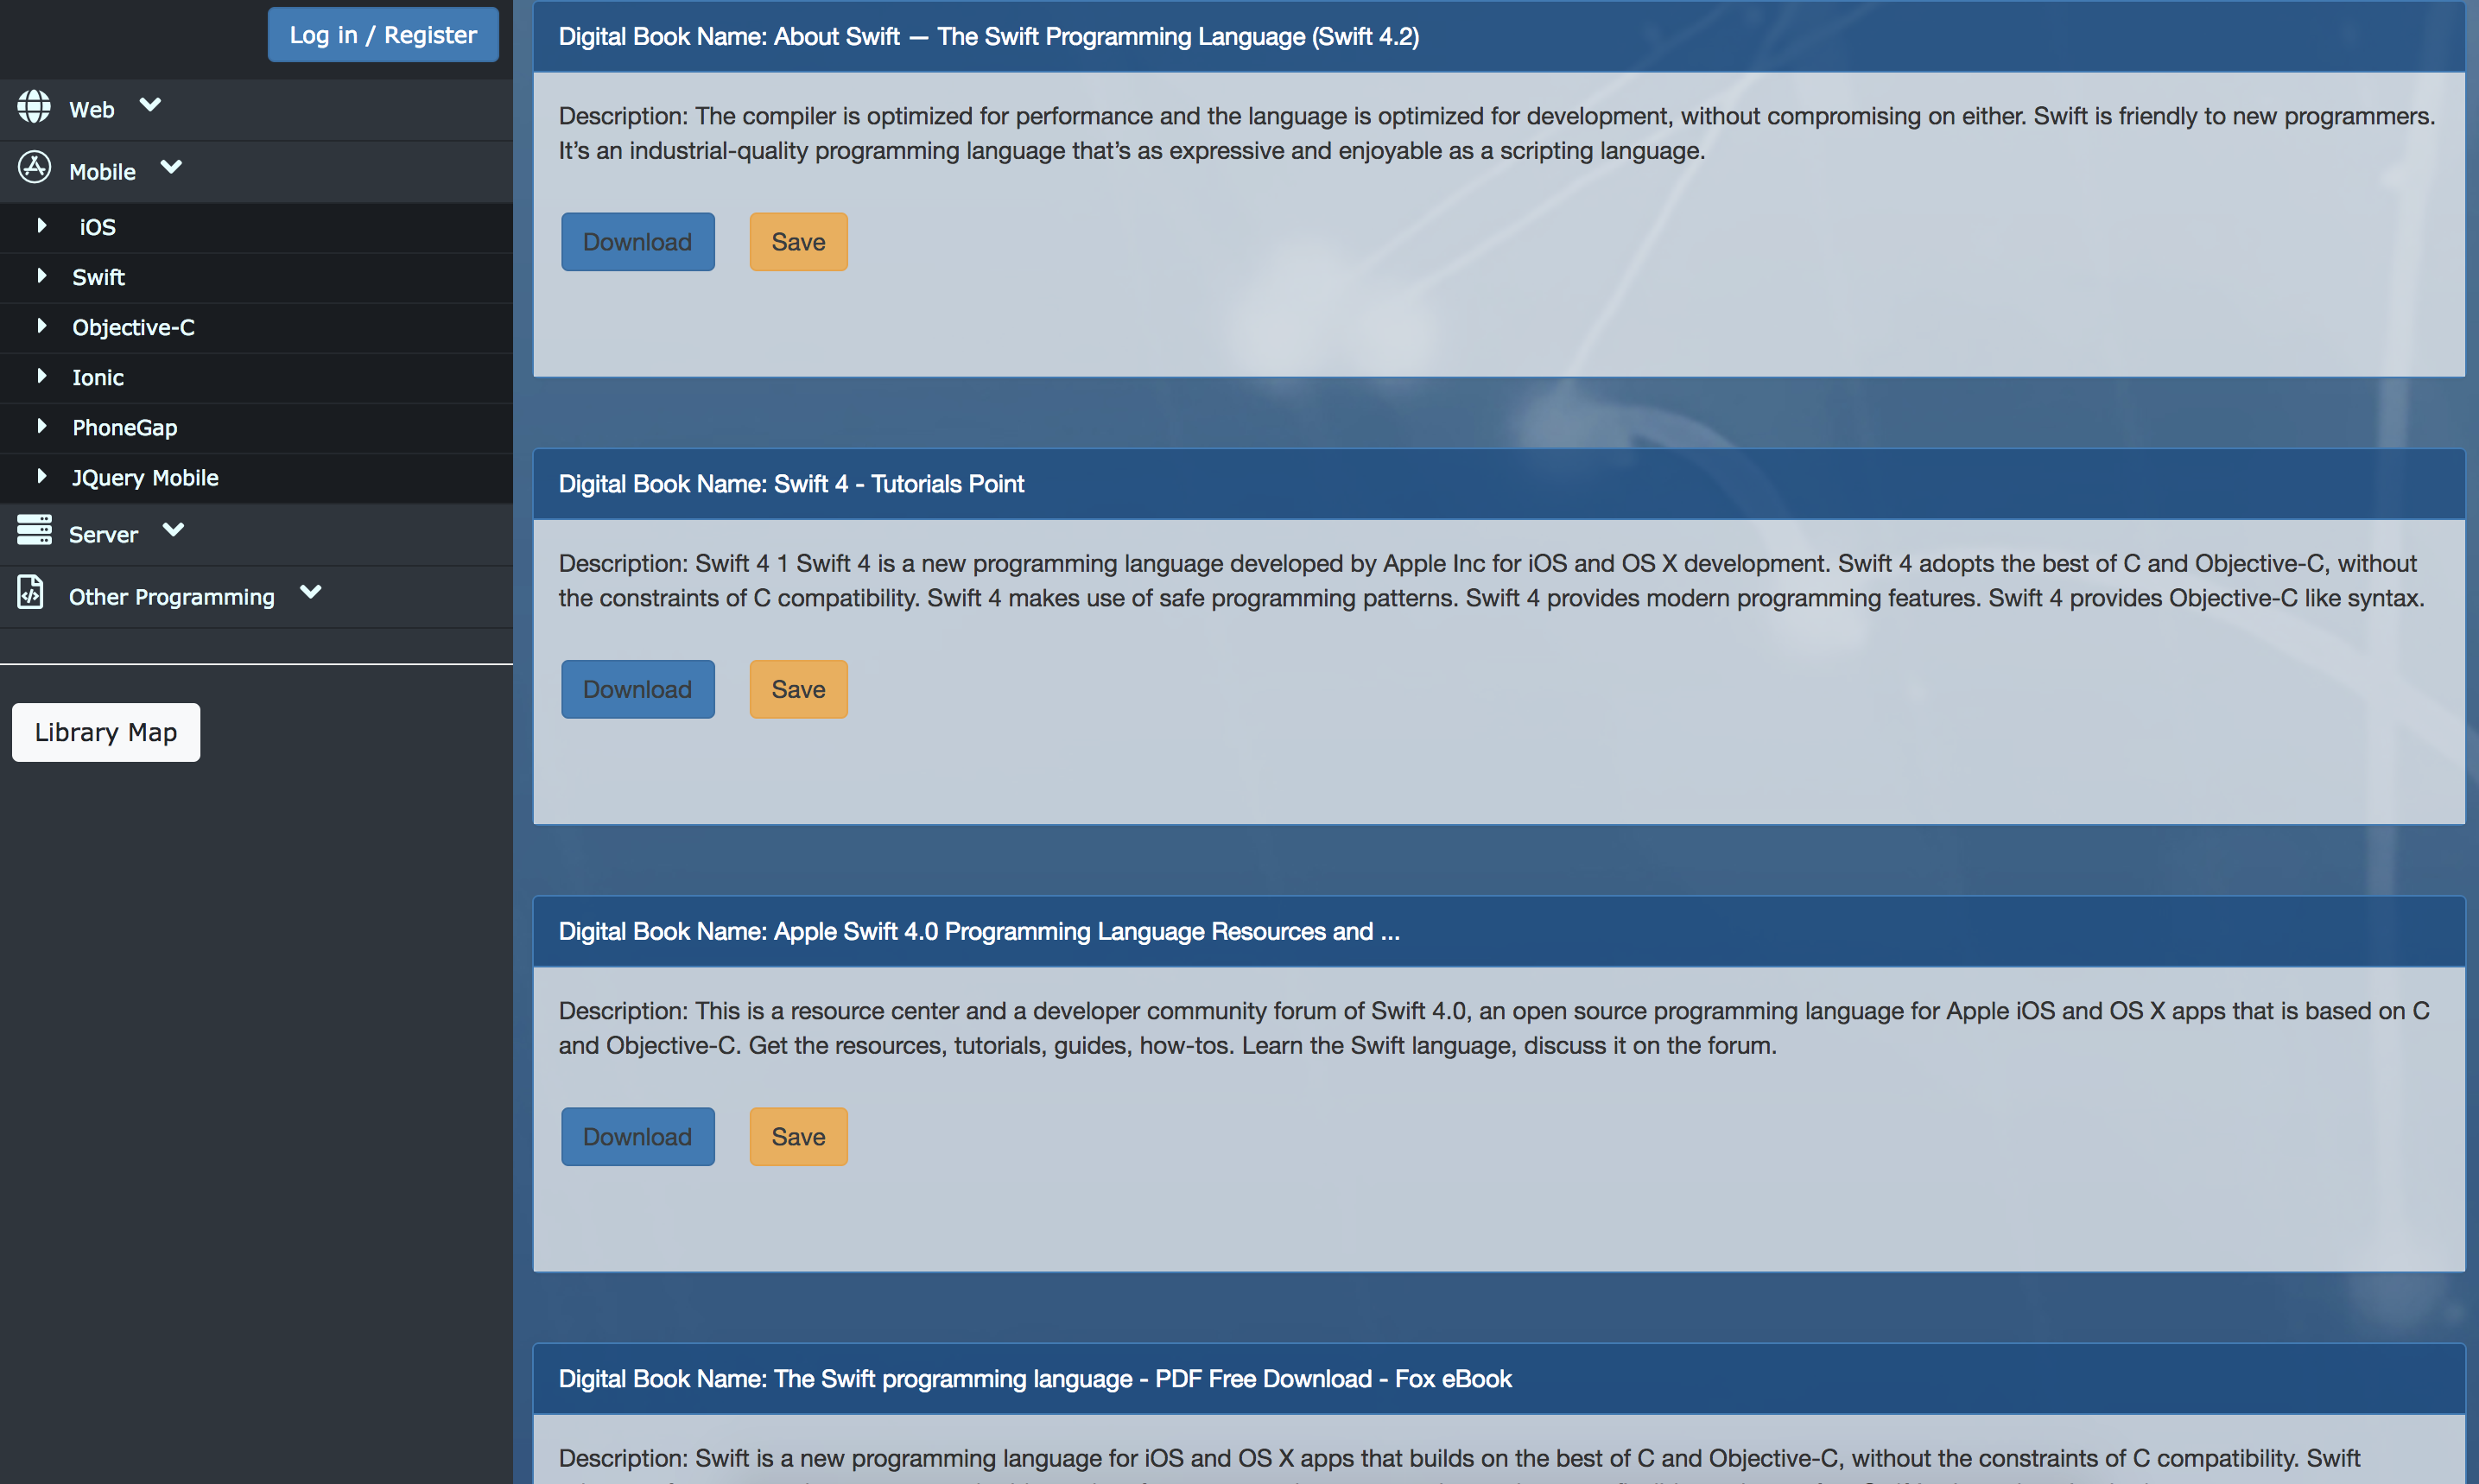 Log in / Register
Web
Mobile
iOS
Swift
Objective-C
Ionic
PhoneGap
JQuery Mobile
Server
Other Programming
Library Map
Digital Book Name: About Swift — The Swift Programming Language (Swift 4.2)
Description: The compiler is optimized for performance and the language is optimized for development, without compromising on either. Swift is friendly to new programmers.
It’s an industrial-quality programming language that’s as expressive and enjoyable as a scripting language.
Download Save
Digital Book Name: Swift 4 - Tutorials Point
Description: Swift 4 1 Swift 4 is a new programming language developed by Apple Inc for iOS and OS X development. Swift 4 adopts the best of C and Objective-C, without
the constraints of C compatibility. Swift 4 makes use of safe programming patterns. Swift 4 provides modern programming features. Swift 4 provides Objective-C like syntax.
Download Save
Digital Book Name: Apple Swift 4.0 Programming Language Resources and ...
Description: This is a resource center and a developer community forum of Swift 4.0, an open source programming language for Apple iOS and OS X apps that is based on C
and Objective-C. Get the resources, tutorials, guides, how-tos. Learn the Swift language, discuss it on the forum.
Download Save
Digital Book Name: The Swift programming language - PDF Free Download - Fox eBook
Description: Swift is a new programming language for iOS and OS X apps that builds on the best of C and Objective-C, without the constraints of C compatibility. Swift